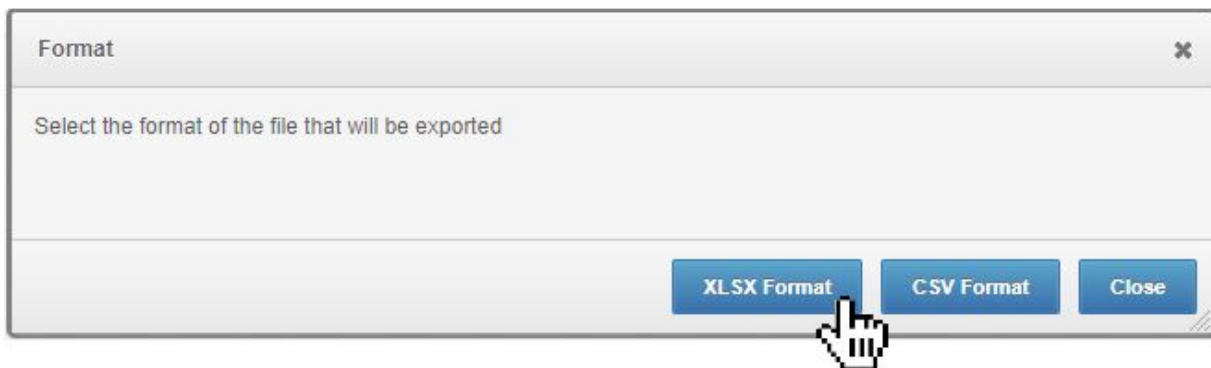 Format
Select the format of the file that will be exported
XLSX Format CSV Format Close